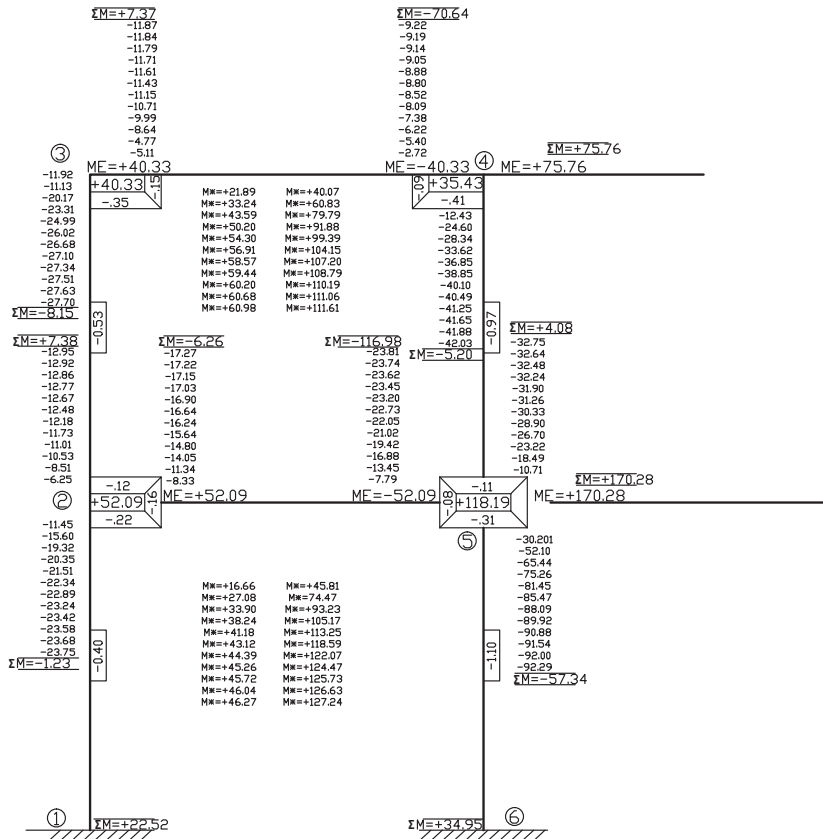 ΣM=+7.37
-11.87
-11.84
-11.79
-11.71
-11.61
-11.43
-11.15
-10.71
-9.99
-8.64
-4.77
-5.11
ΣM=-70.64
-9.22
-9.19
-9.14
-9.05
-8.88
-8.80
-8.52
-8.09
-7.38
-6.22
-5.40
-2.72
ΣM=+75.76
3
ME=+40.33
ME=-40.33
4
ME=+75.76
+40.33
-.15
-.35
-.09
+35.43
-.41
-11.92
-11.13
-20.17
-23.31
-24.99
-26.02
-26.68
-27.10
-27.34
-27.51
-27.63
-27.70
ΣM=-8.15
-0.53
M*=+21.89
M*=+33.24
M*=+43.59
M*=+50.20
M*=+54.30
M*=+56.91
M*=+58.57
M*=+59.44
M*=+60.20
M*=+60.68
M*=+60.98
M*=+40.07
M*=+60.83
M*=+79.79
M*=+91.88
M*=+99.39
M*=+104.15
M*=+107.20
M*=+108.79
M*=+110.19
M*=+111.06
M*=+111.61
-12.43
-24.60
-28.34
-33.62
-36.85
-38.85
-40.10
-40.49
-41.25
-41.65
-41.88
-42.03
ΣM=-5.20
-0.97
ΣM=+7.38
-12.95
-12.92
-12.86
-12.77
-12.67
-12.48
-12.18
-11.73
-11.01
-10.53
-8.51
-6.25
ΣM=-6.26
-17.27
-17.22
-17.15
-17.03
-16.90
-16.64
-16.24
-15.64
-14.80
-14.05
-11.34
-8.33
ΣM=-116.98
-23.81
-23.74
-23.62
-23.45
-23.20
-22.73
-22.05
-21.02
-19.42
-16.88
-13.45
-7.79
ΣM=+4.08
-32.75
-32.64
-32.48
-32.24
-31.90
-31.26
-30.33
-28.90
-26.70
-23.22
-18.49
-10.71
ΣM=+170.28
2
-.12
+52.09
-.16
-.22
ME=+52.09
ME=-52.09
-.11
-.08
+118.19
-.31
ME=+170.28
5
-11.45
-15.60
-19.32
-20.35
-21.51
-22.34
-22.89
-23.24
-23.42
-23.58
-23.68
-23.75
ΣM=-1.23
-0.40
M*=+16.66
M*=+27.08
M*=+33.90
M*=+38.24
M*=+41.18
M*=+43.12
M*=+44.39
M*=+45.26
M*=+45.72
M*=+46.04
M*=+46.27
M*=+45.81
M*=74.47
M*=+93.23
M*=+105.17
M*=+113.25
M*=+118.59
M*=+122.07
M*=+124.47
M*=+125.73
M*=+126.63
M*=+127.24
-1.10
-30.201
-52.10
-65.44
-75.26
-81.45
-85.47
-88.09
-89.92
-90.88
-91.54
-92.00
-92.29
ΣM=-57.34
1
ΣM=+22.52
ΣM=+34.95
6